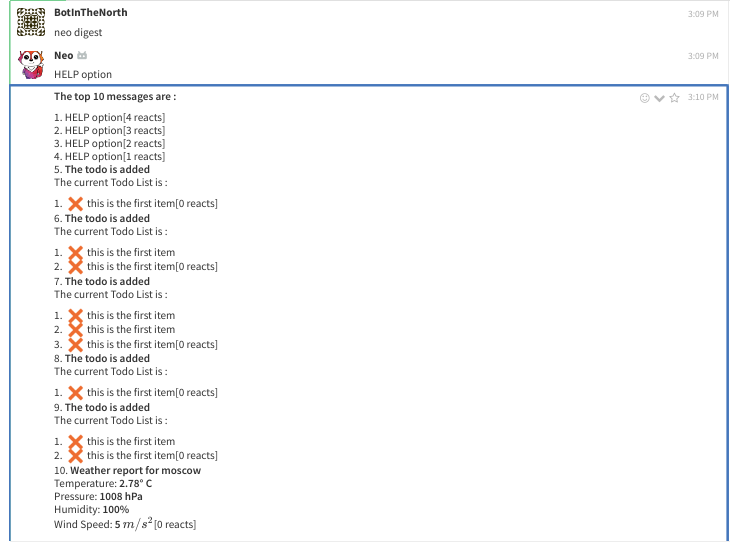 BotInTheNorth
3:09 PM
neo digest
Neo
3:09 PM
HELP option
The top 10 messages are :
3:10 PM
1. HELP option[4 reacts]
2. HELP option[3 reacts]
3. HELP option[2 reacts]
4. HELP option[1 reacts]
5. The todo is added
The current Todo List is :
1. ❌ this is the first item[0 reacts]
6. The todo is added
The current Todo List is :
1. ❌ this is the first item
2. ❌ this is the first item[0 reacts]
7. The todo is added
The current Todo List is :
1. ❌ this is the first item
2. ❌ this is the first item
3. ❌ this is the first item[0 reacts]
8. The todo is added
The current Todo List is :
1. ❌ this is the first item[0 reacts]
9. The todo is added
The current Todo List is :
1. ❌ this is the first item
2. ❌ this is the first item[0 reacts]
10. Weather report for moscow
Temperature: 2.78° C
Pressure: 1008 hPa
Humidity: 100%
Wind Speed: 5 m/s²[0 reacts]